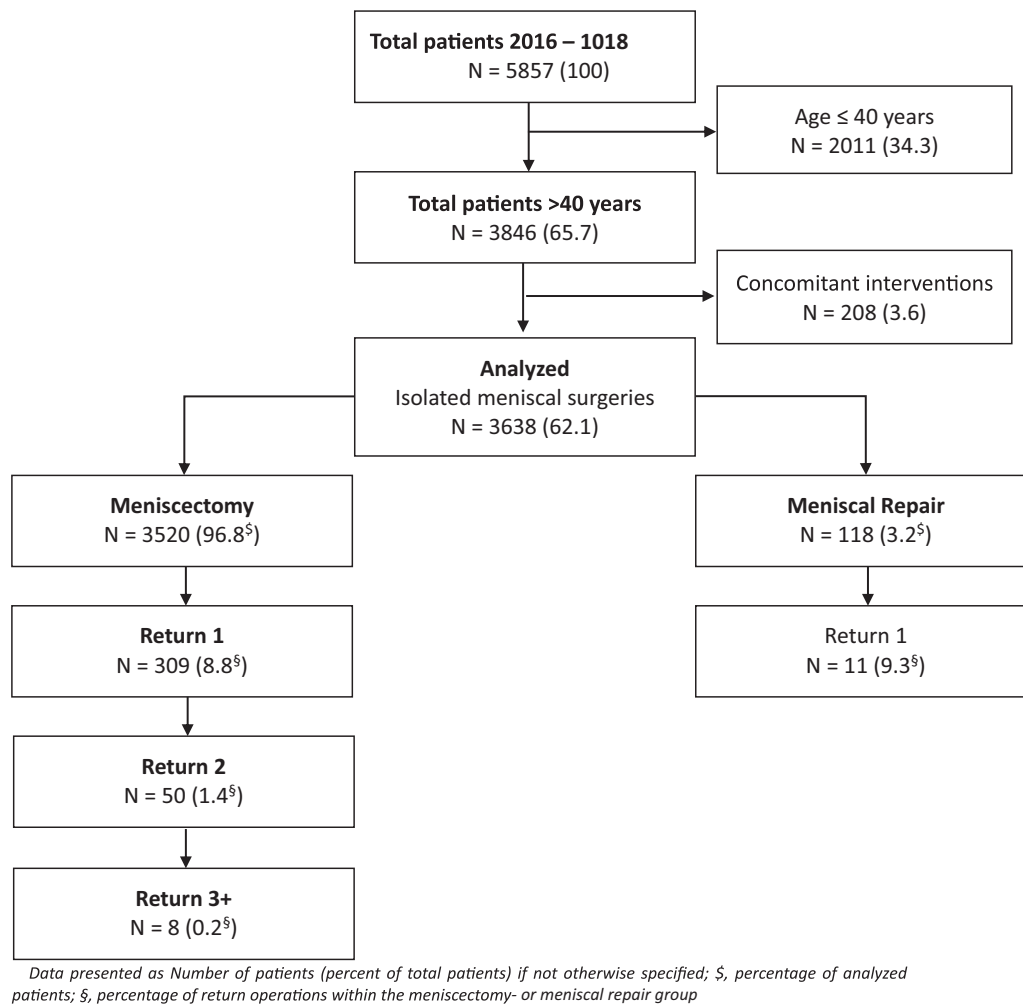 Total patients 2016 – 1018
N = 5857 (100)
Age ≤ 40 years
N = 2011 (34.3)
Total patients >40 years
N = 3846 (65.7)
Concomitant interventions
N = 208 (3.6)
Analyzed
Isolated meniscal surgeries
N = 3638 (62.1)
Meniscectomy
N = 3520 (96.8$)
Meniscal Repair
N = 118 (3.2$)
Return 1
N = 309 (8.8§)
Return 1
N = 11 (9.3§)
Return 2
N = 50 (1.4§)
Return 3+
N = 8 (0.2§)
Data presented as Number of patients (percent of total patients) if not otherwise specified; $, percentage of analyzed
patients; §, percentage of return operations within the meniscectomy- or meniscal repair group